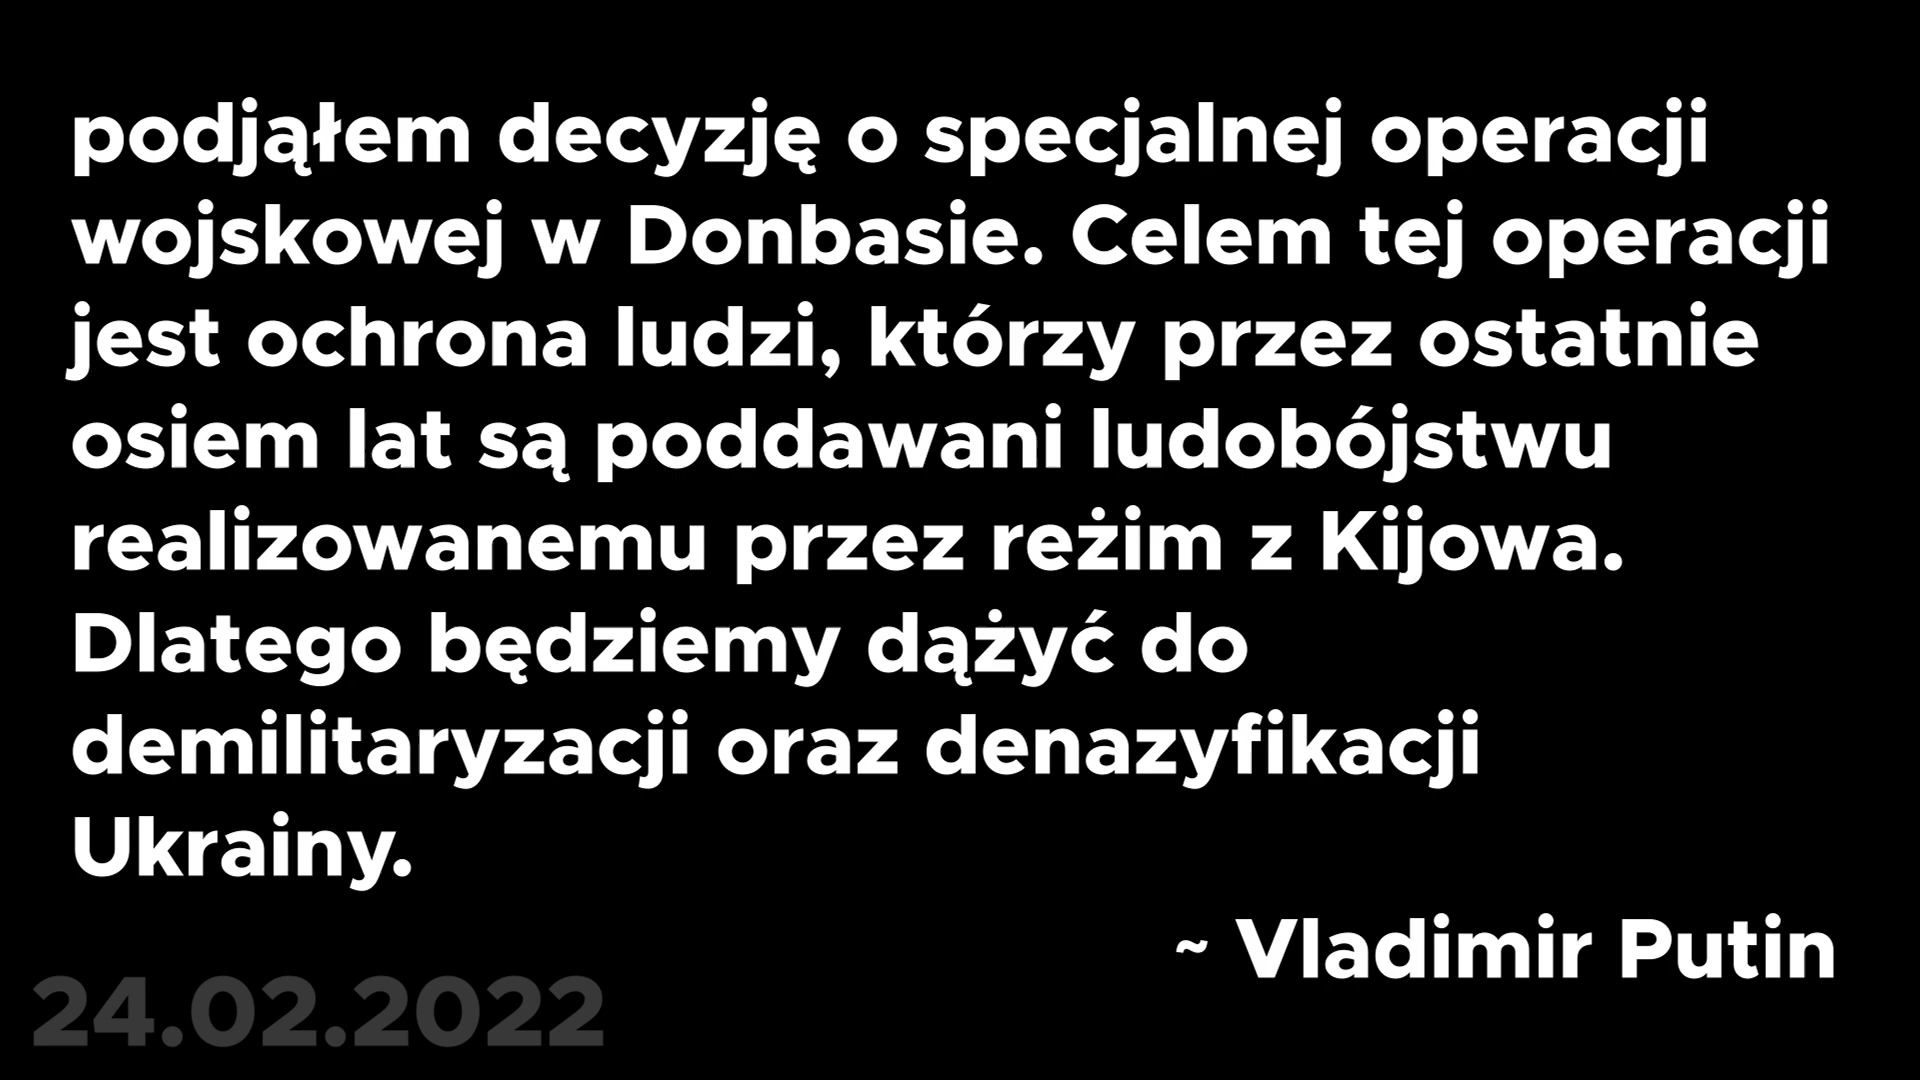 podjąłem decyzję o specjalnej operacji
wojskowej w Donbasie. Celem tej operacji
jest ochrona ludzi, którzy przez ostatnie
osiem lat są poddawani ludobójstwu
realizowanemu przez reżim z Kijowa.
Dlatego będziemy dążyć do
demilitaryzacji oraz denazyfikacji
Ukrainy.
~ Vladimir Putin
24.02.2022